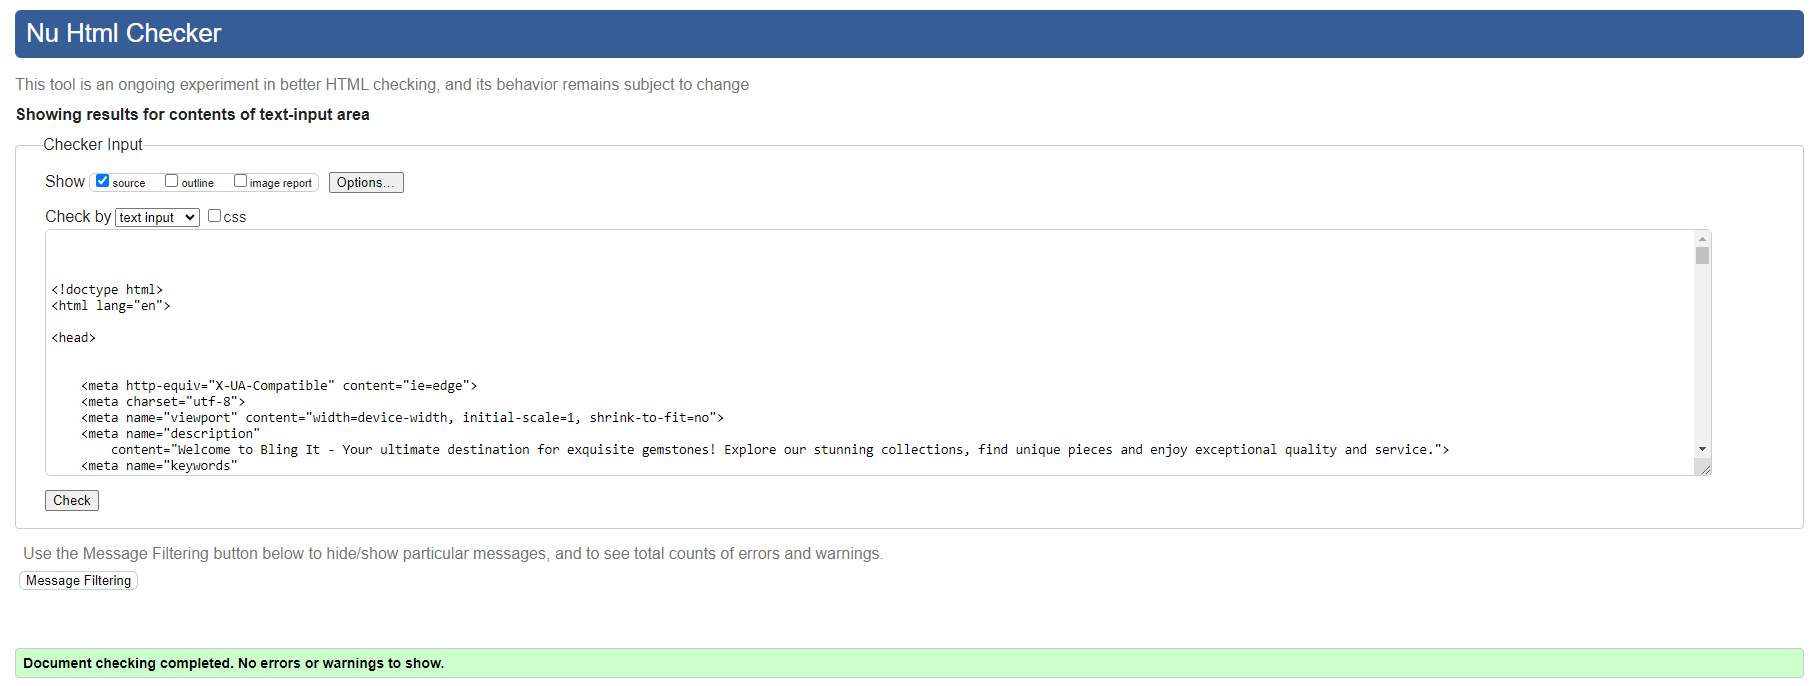 Nu Html Checker
This tool is an ongoing experiment in better HTML checking, and its behavior remains subject to change
Showing results for contents of text-input area
Checker Input
Show source outline image report Options...
Check by text input css
<!doctype html>
<html lang="en">
<head>
<meta http-equiv="X-UA-Compatible" content="ie=edge">
<meta charset="utf-8">
<meta name="viewport" content="width=device-width, initial-scale=1, shrink-to-fit=no">
<meta name="description"
content="Welcome to Bling It - Your ultimate destination for exquisite gemstones! Explore our stunning collections, find unique pieces and enjoy exceptional quality and service.">
<meta name="keywords"
Check
Use the Message Filtering button below to hide/show particular messages, and to see total counts of errors and warnings.
Message Filtering
Document checking completed. No errors or warnings to show.